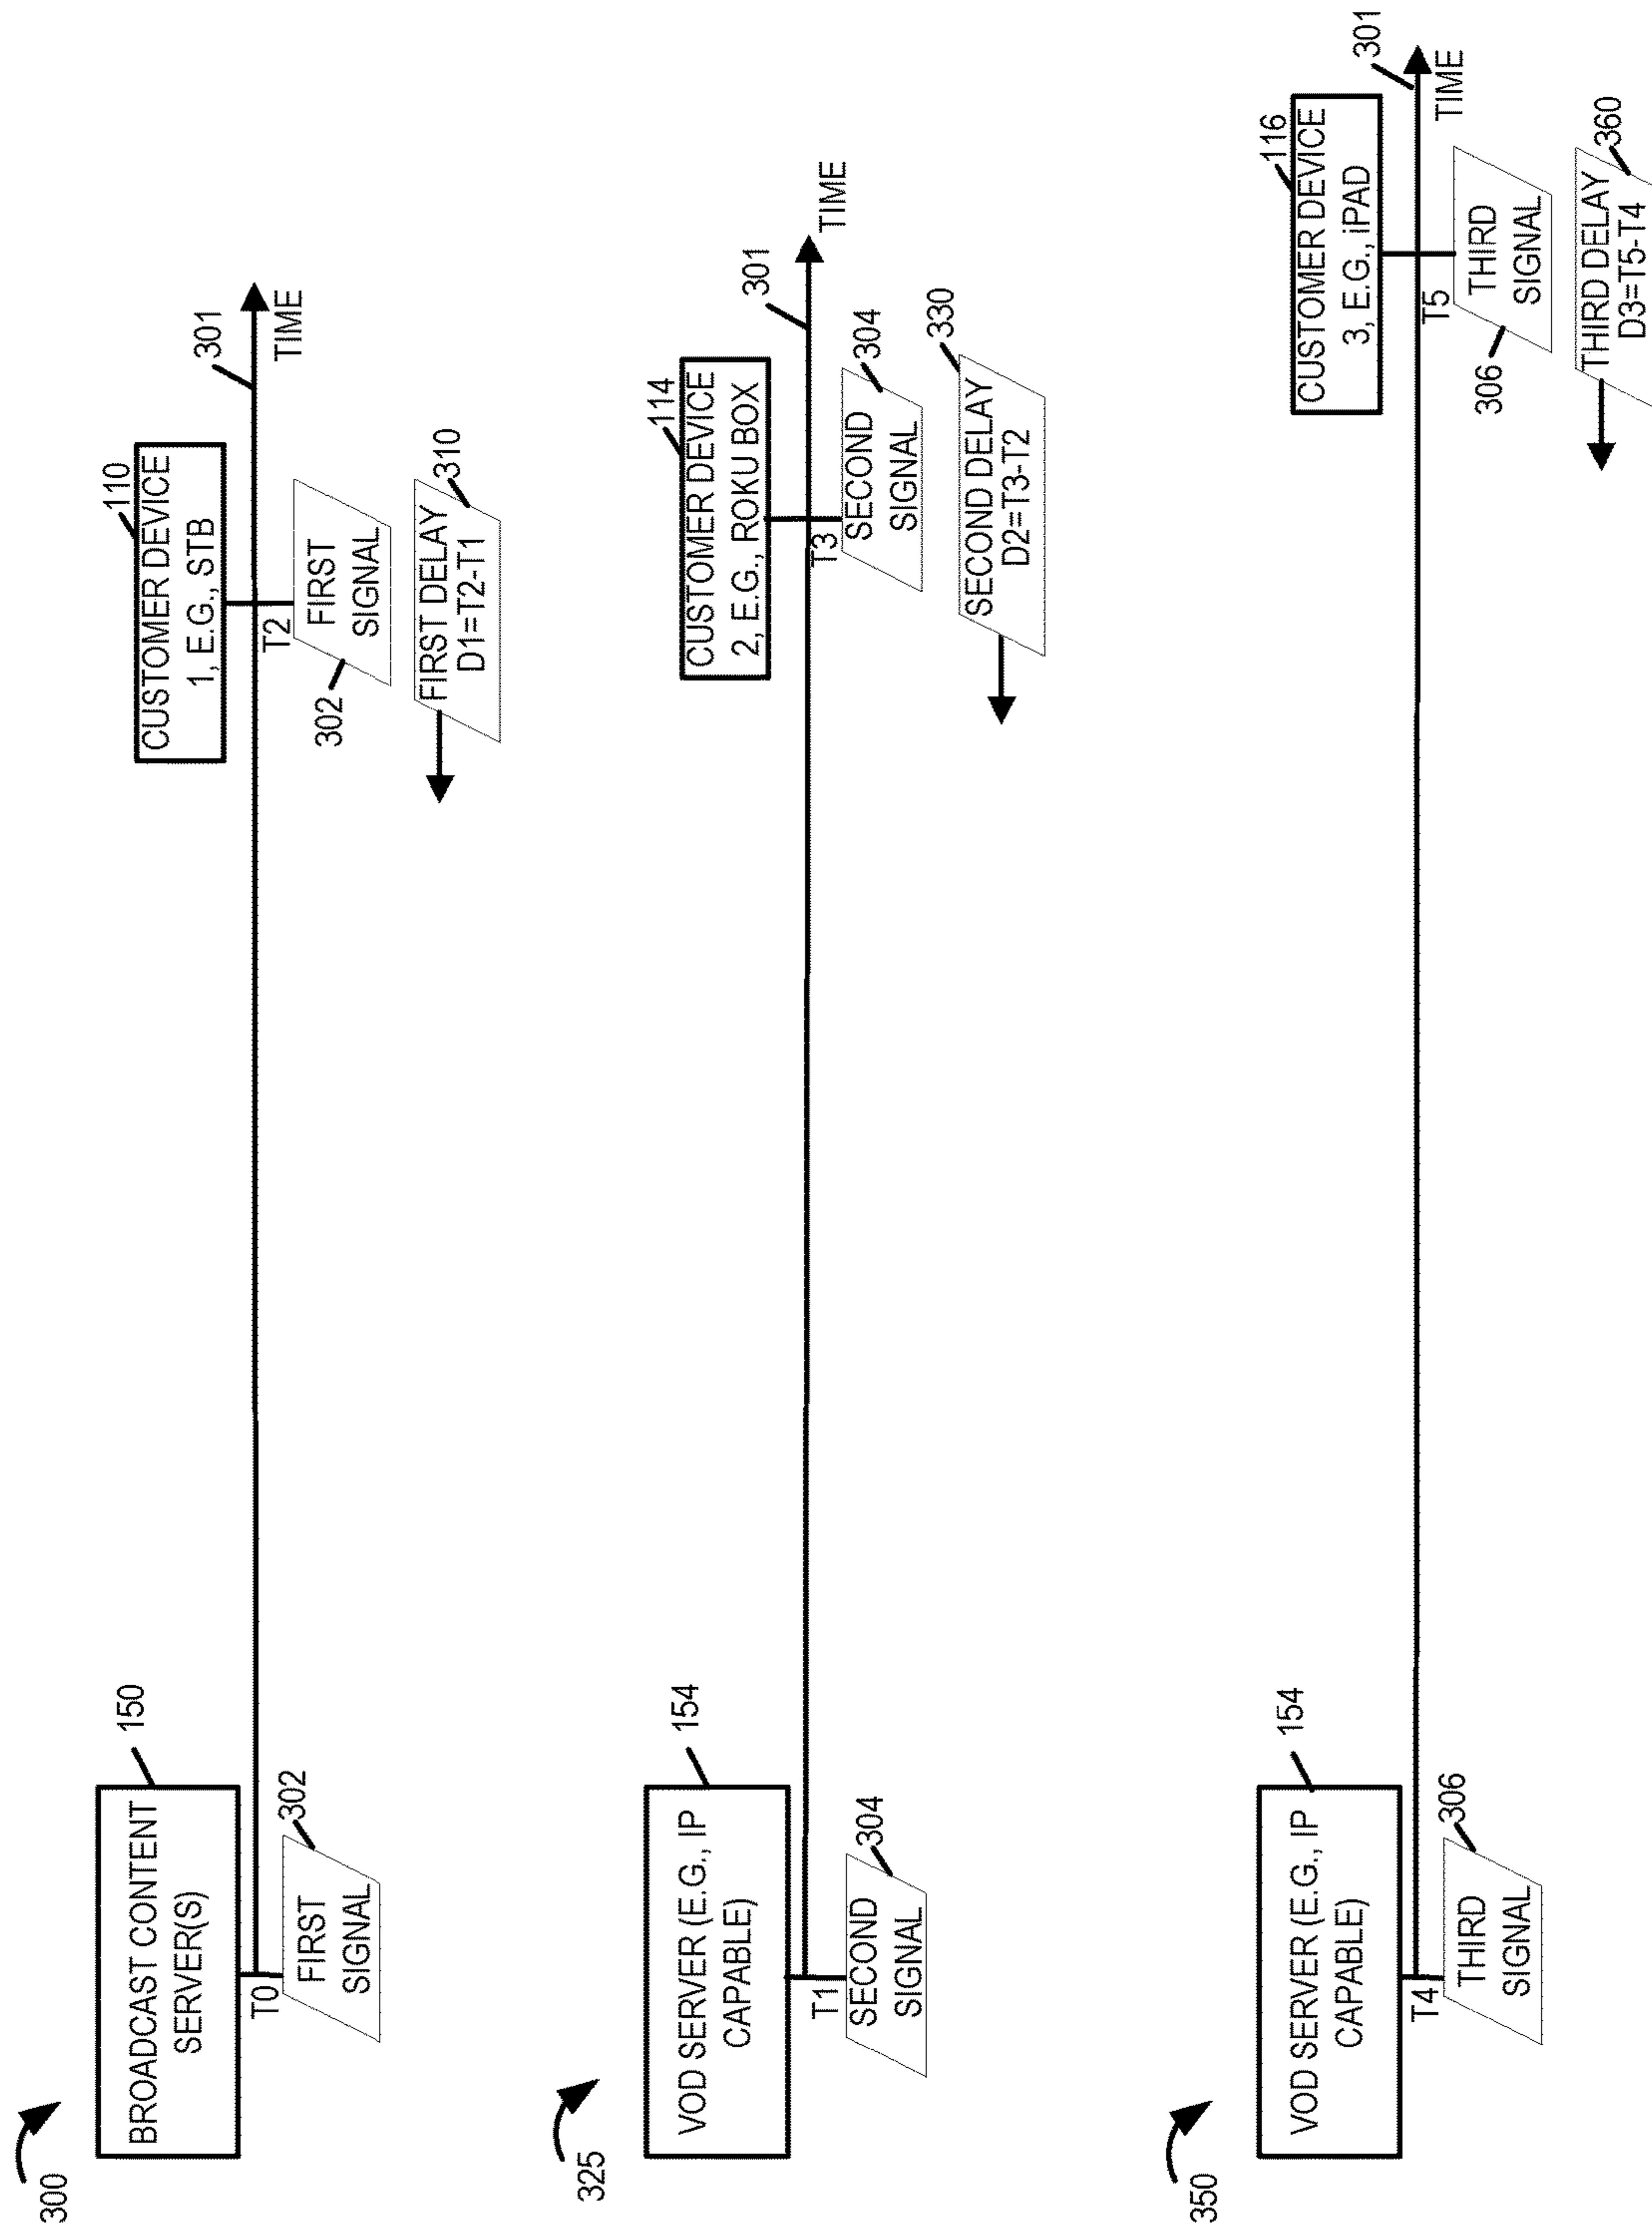 300
BROADCAST CONTENT
SERVER(S)
150
T0
FIRST
SIGNAL
302
110
CUSTOMER DEVICE
1, E.G., STB
T2
FIRST
SIGNAL
302
FIRST DELAY
D1=T2-T1
310
301
TIME
325
VOD SERVER (E.G., IP
CAPABLE)
154
T1
SECOND
SIGNAL
304
114
CUSTOMER DEVICE
2, E.G., ROKU BOX
T3
SECOND
SIGNAL
304
SECOND DELAY
D2=T3-T2
330
301
TIME
350
VOD SERVER (E.G., IP
CAPABLE)
154
T4
THIRD
SIGNAL
306
116
CUSTOMER DEVICE
3, E.G., iPAD
T5
THIRD
SIGNAL
306
THIRD DELAY
D3=T5-T4
360
301
TIME